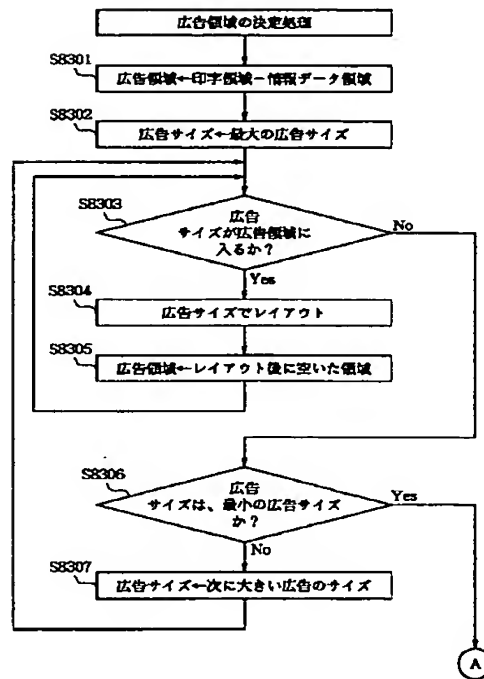 広告領域の決定処理
S8301
広告領域←印字領域－情報データ領域
S8302
広告サイズ←最大の広告サイズ
S8303
広告
サイズが広告領域に
入るか？
No
Yes
S8304
広告サイズでレイアウト
S8305
広告領域←レイアウト後に空いた領域
S8306
広告
サイズは、最小の広告サイズ
か？
Yes
No
S8307
広告サイズ←次に大きい広告のサイズ
A